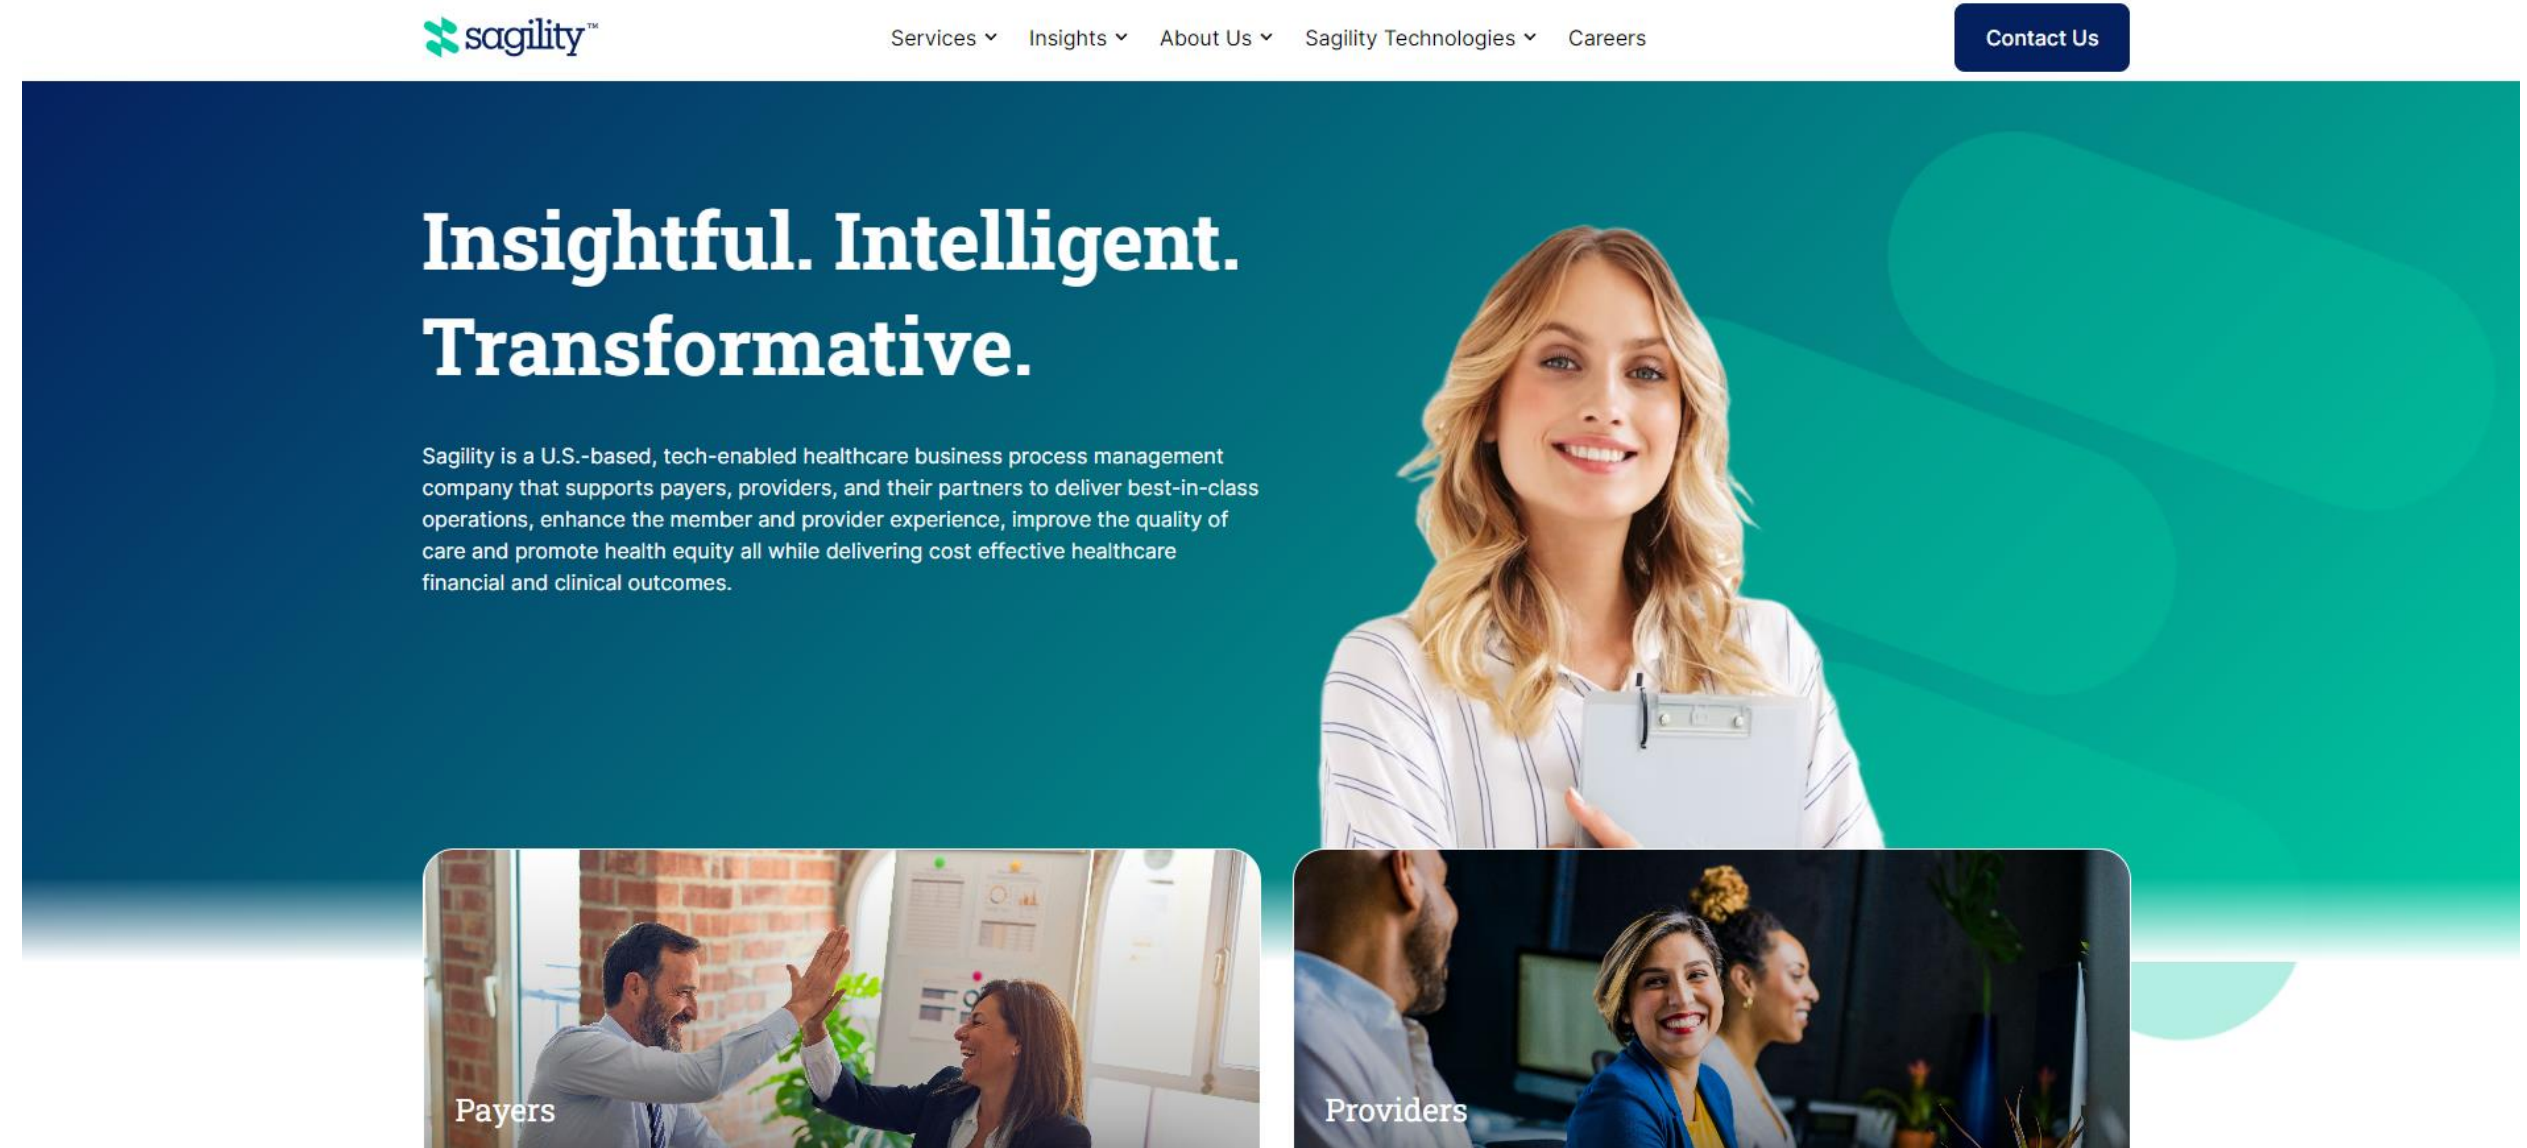 sagility™
Services
Insights
About Us
Sagility Technologies
Careers
Contact Us
Insightful. Intelligent.
Transformative.
Sagility is a U.S.-based, tech-enabled healthcare business process management
company that supports payers, providers, and their partners to deliver best-in-class
operations, enhance the member and provider experience, improve the quality of
care and promote health equity all while delivering cost effective healthcare
financial and clinical outcomes.
Payers
Providers